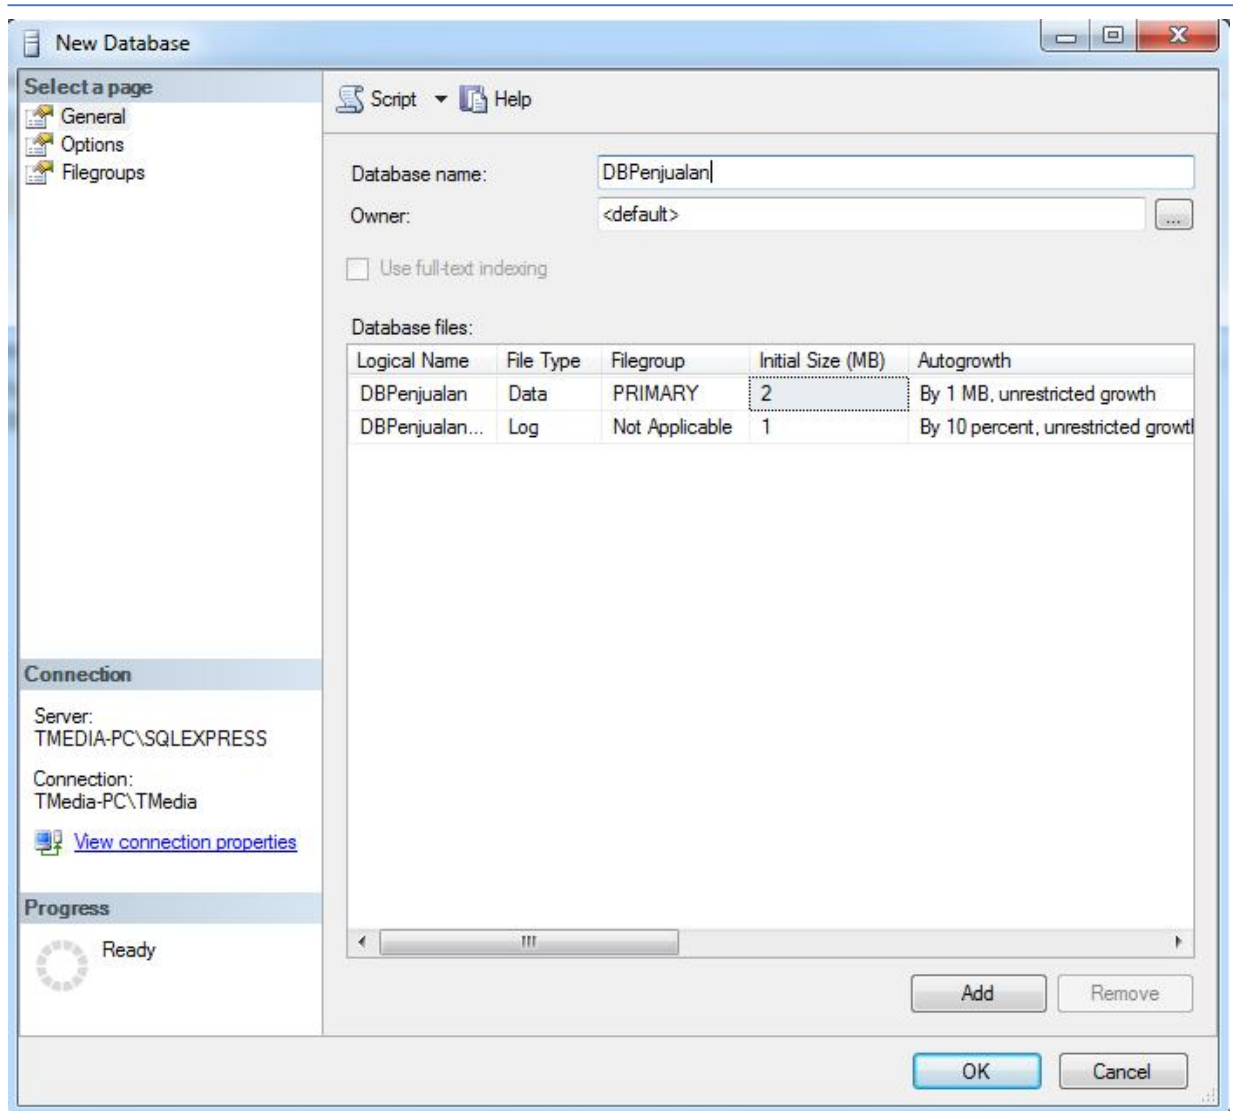 New Database
Select a page
General
Options
Filegroups
Script Help
Database name: DBPenjualan
Owner: <default> ...
Use full-text indexing
Database files:
Logical Name File Type Filegroup Initial Size (MB) Autogrowth
DBPenjualan Data PRIMARY 2 By 1 MB, unrestricted growth
DBPenjualan... Log Not Applicable 1 By 10 percent, unrestricted growtl
Connection
Server:
TMEDIA-PC\SQLEXPRESS
Connection:
TMedia-PC\TMedia
View connection properties
Progress
Ready
Add Remove
OK Cancel